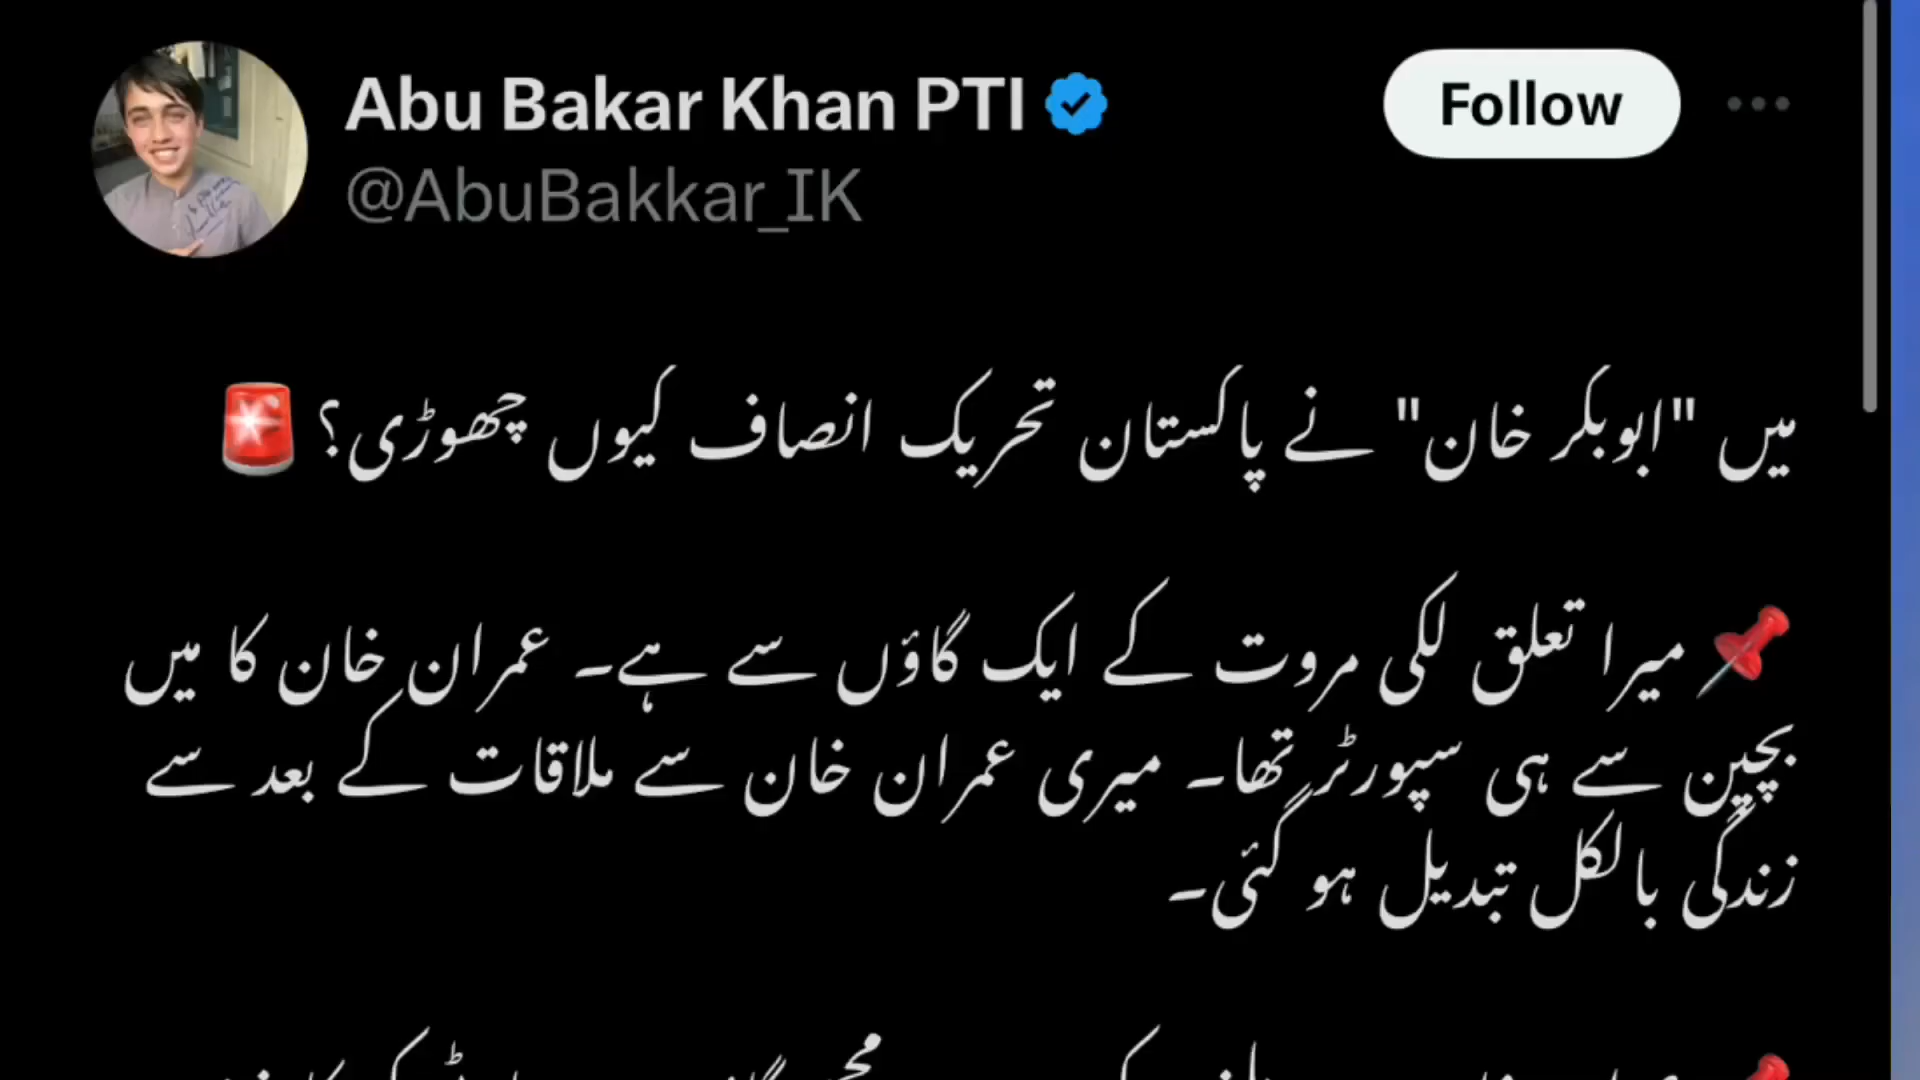 Abu Bakar Khan PTI
Follow
@AbuBakkar_IK
میں "ابوبکر خان" نے پاکستان تحریک انصاف کیوں چھوڑی؟ 🚨
📌 میرا تعلق لکی مروت کے ایک گاؤں سے ہے۔ عمران خان کا میں
بچپن سے ہی سپورٹر تھا۔ میری عمران خان سے ملاقات کے بعد سے
زندگی بالکل تبدیل ہو گئی۔